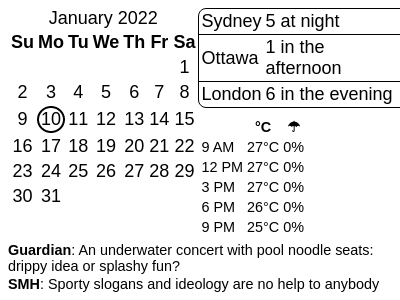 January 2022
Su Mo Tu We Th Fr Sa
1
2 3 4 5 6 7 8
9 10 11 12 13 14 15
16 17 18 19 20 21 22
23 24 25 26 27 28 29
30 31
Sydney 5 at night
Ottawa 1 in the
afternoon
London 6 in the evening
°C ☂
9 AM 27°C 0%
12 PM 27°C 0%
3 PM 27°C 0%
6 PM 26°C 0%
9 PM 25°C 0%
Guardian: An underwater concert with pool noodle seats:
drippy idea or splashy fun?
SMH: Sporty slogans and ideology are no help to anybody